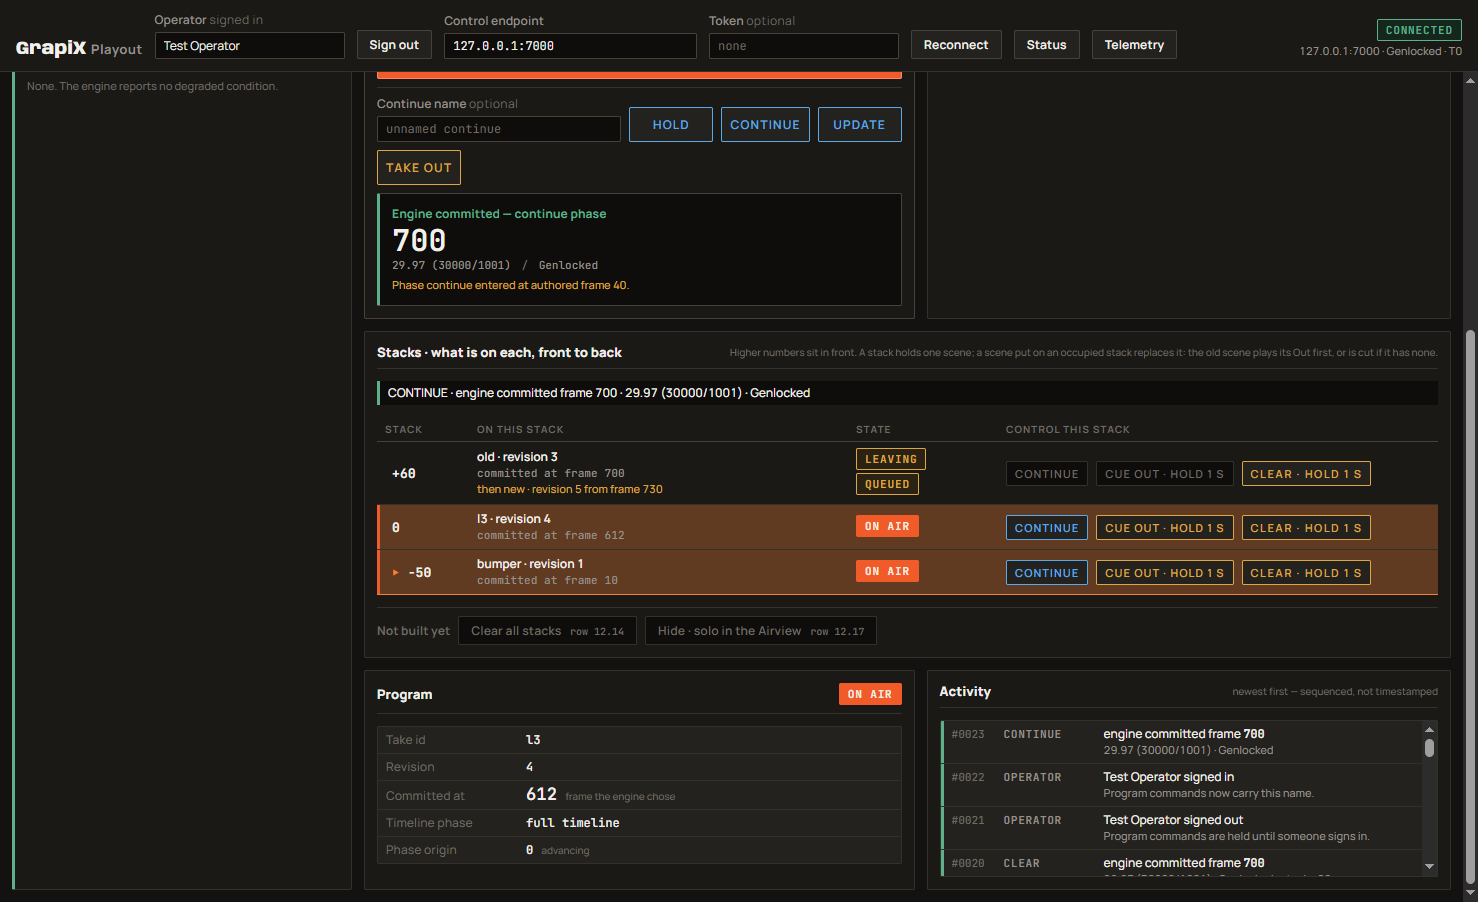 GrapiX Playout
Operator signed in
Test Operator
Sign out
Control endpoint
127.0.0.1:7000
Token optional
none
Reconnect
Status
Telemetry
CONNECTED
127.0.0.1:7000 · Genlocked · T0
None. The engine reports no degraded condition.
Continue name optional
unnamed continue
HOLD
CONTINUE
UPDATE
TAKE OUT
Engine committed — continue phase
700
29.97 (30000/1001) / Genlocked
Phase continue entered at authored frame 40.
Stacks · what is on each, front to back
Higher numbers sit in front. A stack holds one scene; a scene put on an occupied stack replaces it: the old scene plays its Out first, or is cut if it has none.
CONTINUE · engine committed frame 700 · 29.97 (30000/1001) · Genlocked
STACK ON THIS STACK STATE CONTROL THIS STACK
+60
old · revision 3
committed at frame 700
then new · revision 5 from frame 730
LEAVING
QUEUED
CONTINUE CUE OUT · HOLD 1 S CLEAR · HOLD 1 S
0
l3 · revision 4
committed at frame 612
ON AIR
CONTINUE CUE OUT · HOLD 1 S CLEAR · HOLD 1 S
▸ -50
bumper · revision 1
committed at frame 10
ON AIR
CONTINUE CUE OUT · HOLD 1 S CLEAR · HOLD 1 S
Not built yet
Clear all stacks row 12.14
Hide · solo in the Airview row 12.17
Program
ON AIR
Take id l3
Revision 4
Committed at 612 frame the engine chose
Timeline phase full timeline
Phase origin 0 advancing
Activity
newest first — sequenced, not timestamped
#0023 CONTINUE engine committed frame 700
29.97 (30000/1001) · Genlocked
#0022 OPERATOR Test Operator signed in
Program commands now carry this name.
#0021 OPERATOR Test Operator signed out
Program commands are held until someone signs in.
#0020 CLEAR engine committed frame 700